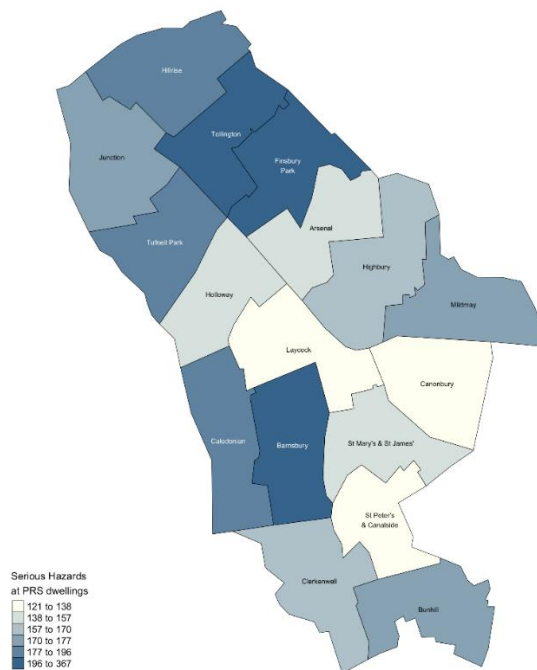 Hillrise
Tollington
Junction
Finsbury
Park
Tufnell Park
Arsenal
Highbury
Mildmay
Holloway
Laycock
Canonbury
Caledonian
Barnsbury
St Mary's & St James'
St Peter's
& Canalside
Clerkenwell
Bunhill
Serious Hazards
at PRS dwellings
121 to 138
138 to 157
157 to 170
170 to 177
177 to 196
196 to 367